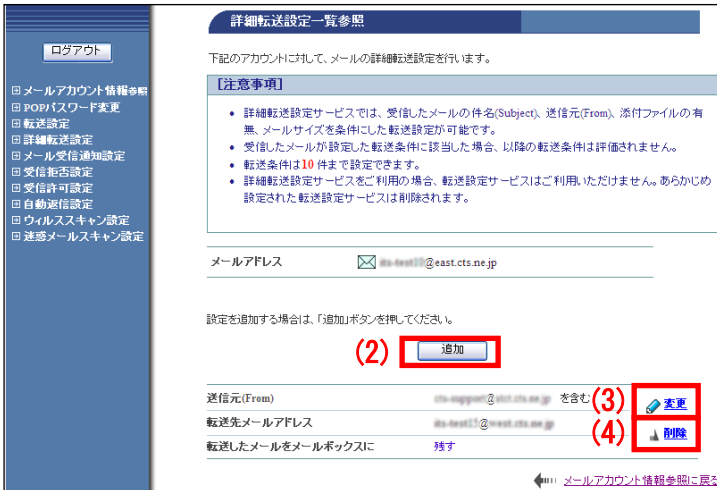 詳細転送設定一覧参照
ログアウト
下記のアカウントに対して、メールの詳細転送設定を行います。
[注意事項]
メールアカウント情報参照
POPパスワード変更
転送設定
詳細転送設定
メール受信通知設定
受信拒否設定
受信許可設定
自動返信設定
ウィルススキャン設定
迷惑メールスキャン設定
• 詳細転送設定サービスでは、受信したメールの件名(Subject)、送信元(From)、添付ファイルの有
無、メールサイズを条件にした転送設定が可能です。
• 受信したメールが設定した転送条件に該当した場合、以降の転送条件は評価されません。
• 転送条件は10 件まで設定できます。
• 詳細転送設定サービスをご利用の場合、転送設定サービスはご利用いただけません。あらかじめ
設定された転送設定サービスは削除されます。
メールアドレス @east.cts.ne.jp
設定を追加する場合は、「追加」ボタンを押してください。
(2) 追加
送信元(From) を含む (3) 変更
転送先メールアドレス (4) 削除
転送したメールをメールボックスに 残す
メールアカウント情報参照に戻る